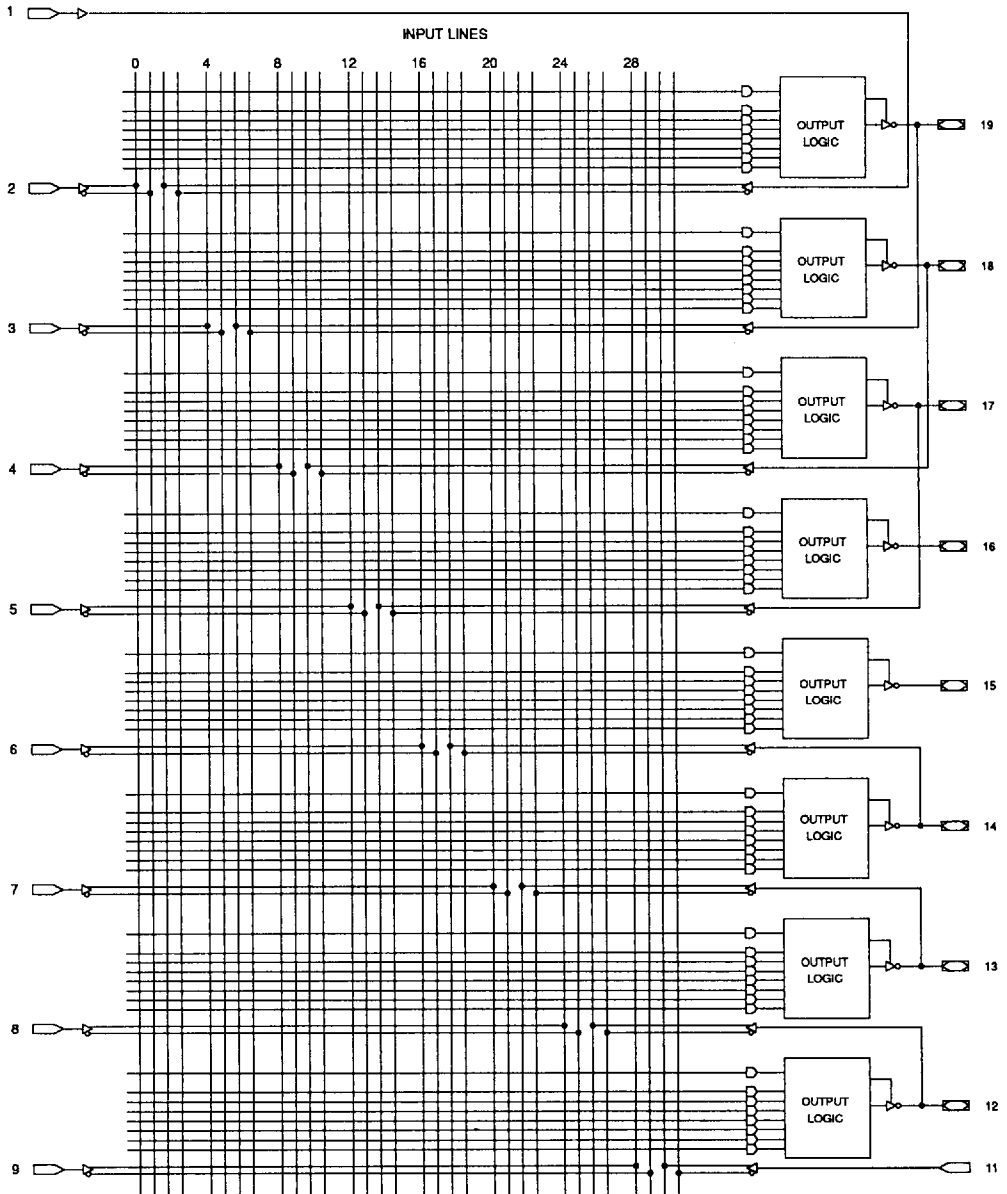 1
INPUT LINES
0 4 8 12 16 20 24 28
OUTPUT
LOGIC
19
2
OUTPUT
LOGIC
18
3
OUTPUT
LOGIC
17
4
OUTPUT
LOGIC
16
5
OUTPUT
LOGIC
15
6
OUTPUT
LOGIC
14
7
OUTPUT
LOGIC
13
8
OUTPUT
LOGIC
12
9
11